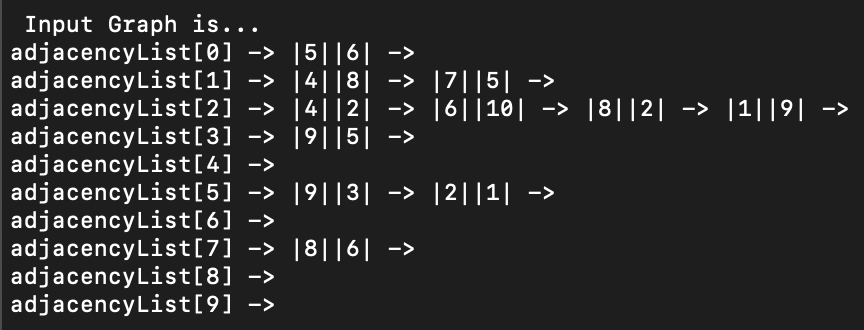 Input Graph is...
adjacencyList[0] -> |5||6| ->
adjacencyList[1] -> |4||8| -> |7||5| ->
adjacencyList[2] -> |4||2| -> |6||10| -> |8||2| -> |1||9| ->
adjacencyList[3] -> |9||5| ->
adjacencyList[4] ->
adjacencyList[5] -> |9||3| -> |2||1| ->
adjacencyList[6] ->
adjacencyList[7] -> |8||6| ->
adjacencyList[8] ->
adjacencyList[9] ->